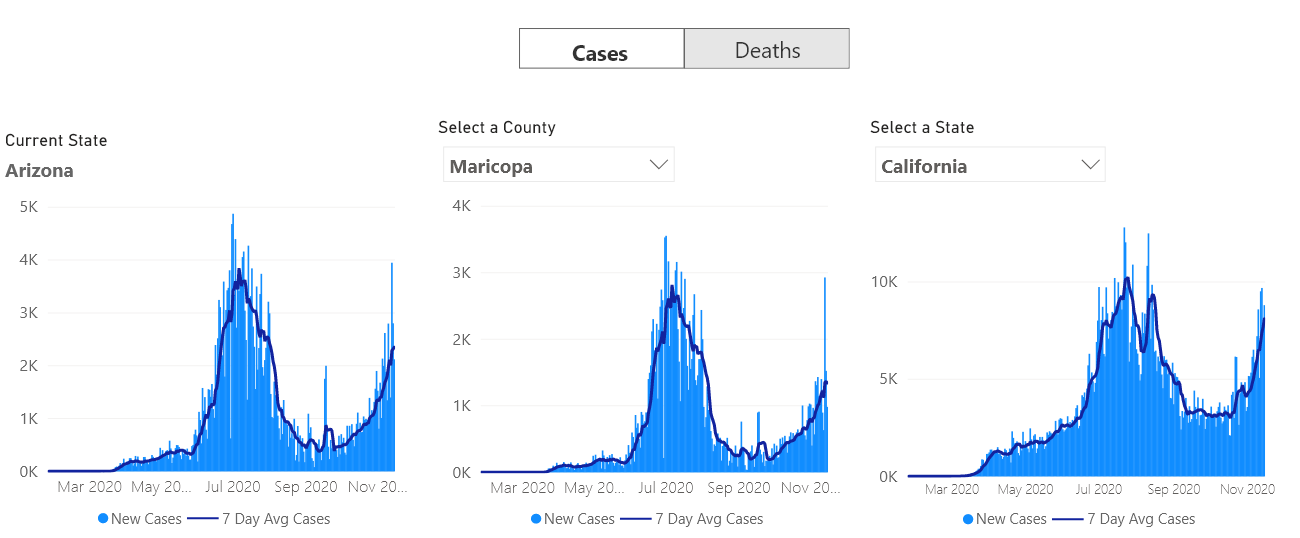 Cases Deaths
Current State
Arizona
5K
4K
3K
2K
1K
0K
Mar 2020 May 20... Jul 2020 Sep 2020 Nov 20...
New Cases 7 Day Avg Cases
Select a County
Maricopa
4K
3K
2K
1K
0K
Mar 2020 May 20... Jul 2020 Sep 2020 Nov 20...
New Cases 7 Day Avg Cases
Select a State
California
10K
5K
0K
Mar 2020 May 2020 Jul 2020 Sep 2020 Nov 2020
New Cases 7 Day Avg Cases